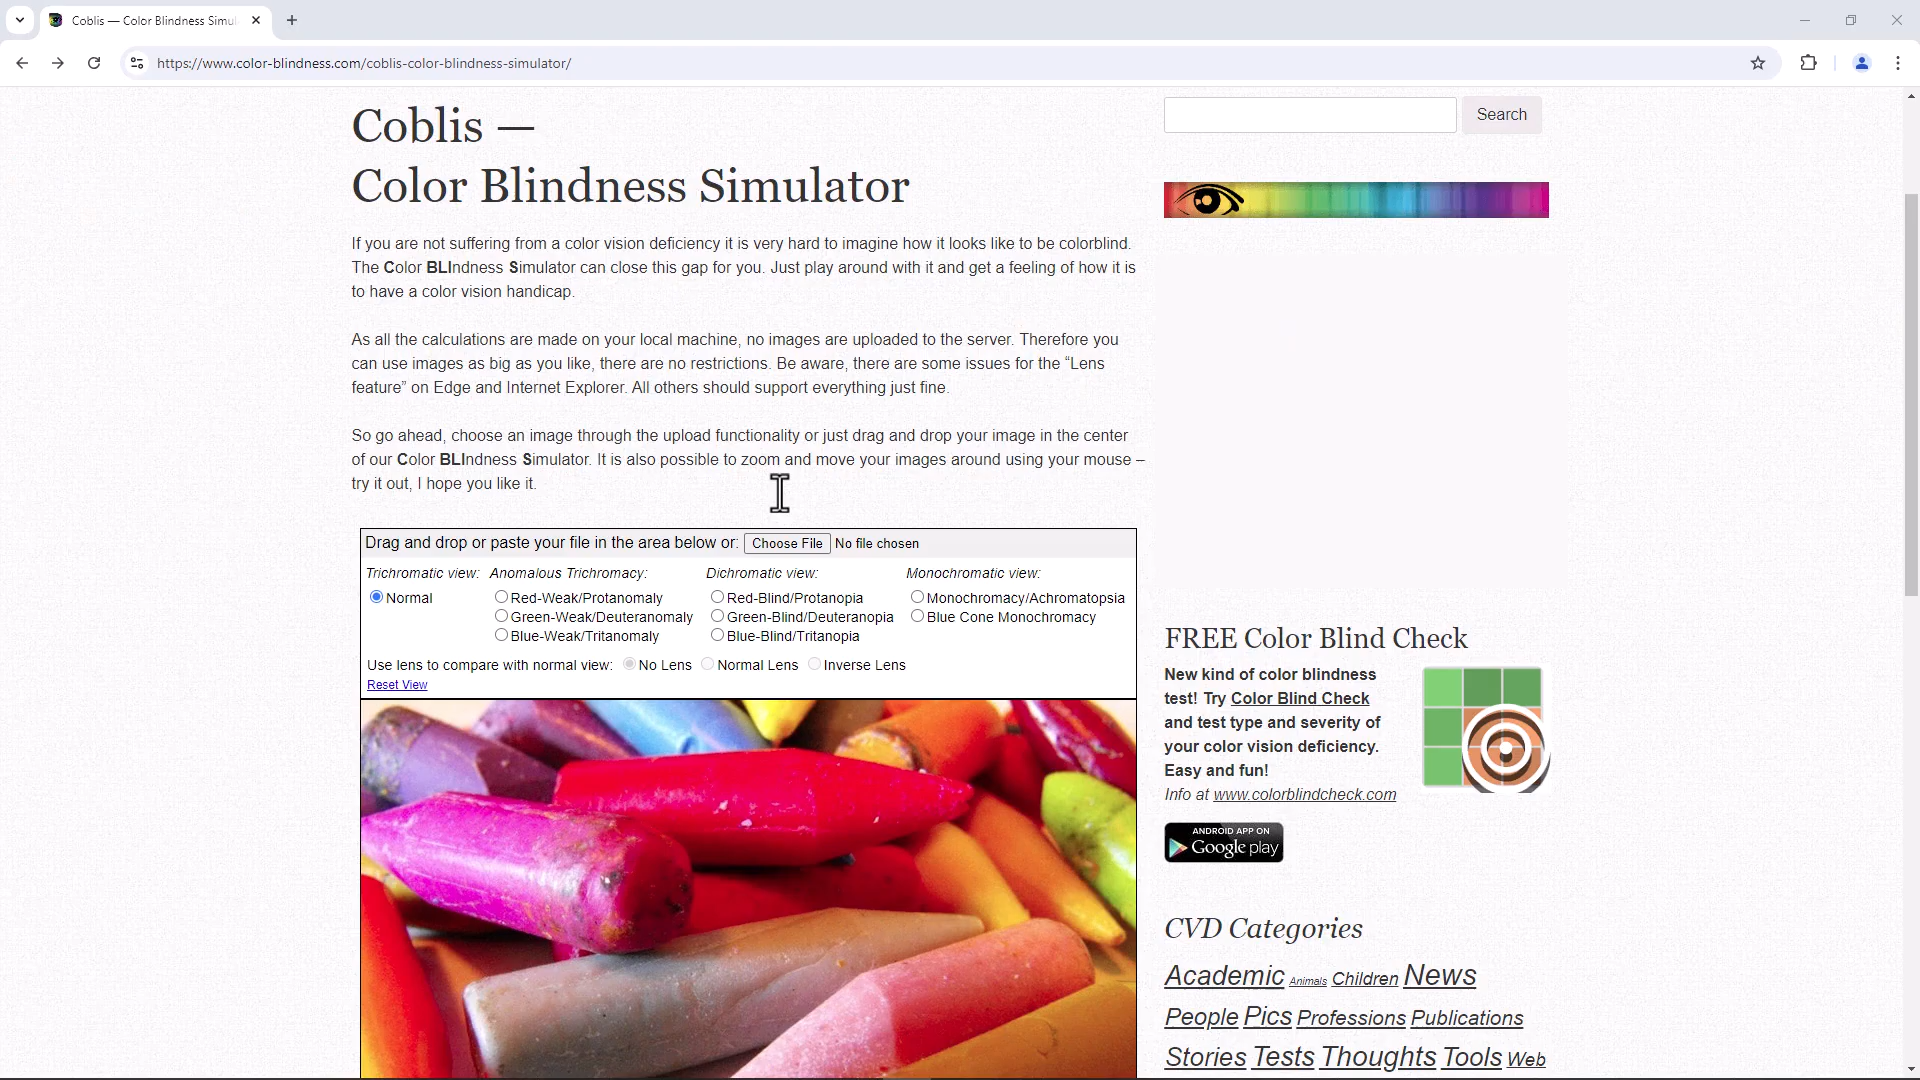 Coblis — Color Blindness Simu
https://www.color-blindness.com/coblis-color-blindness-simulator/
Coblis —
Color Blindness Simulator
If you are not suffering from a color vision deficiency it is very hard to imagine how it looks like to be colorblind.
The Color BLIndness Simulator can close this gap for you. Just play around with it and get a feeling of how it is
to have a color vision handicap.
As all the calculations are made on your local machine, no images are uploaded to the server. Therefore you
can use images as big as you like, there are no restrictions. Be aware, there are some issues for the “Lens
feature” on Edge and Internet Explorer. All others should support everything just fine.
So go ahead, choose an image through the upload functionality or just drag and drop your image in the center
of our Color BLIndness Simulator. It is also possible to zoom and move your images around using your mouse –
try it out, I hope you like it.
Drag and drop or paste your file in the area below or: Choose File No file chosen
Trichromatic view: Anomalous Trichromacy: Dichromatic view: Monochromatic view:
Normal Red-Weak/Protanomaly Red-Blind/Protanopia Monochromacy/Achromatopsia
Green-Weak/Deuteranomaly Green-Blind/Deuteranopia Blue Cone Monochromacy
Blue-Weak/Tritanomaly Blue-Blind/Tritanopia
Use lens to compare with normal view: No Lens Normal Lens Inverse Lens
Reset View
Search
FREE Color Blind Check
New kind of color blindness
test! Try Color Blind Check
and test type and severity of
your color vision deficiency.
Easy and fun!
Info at www.colorblindcheck.com
ANDROID APP ON
Google play
CVD Categories
Academic Animals Children News
People Pics Professions Publications
Stories Tests Thoughts Tools Web